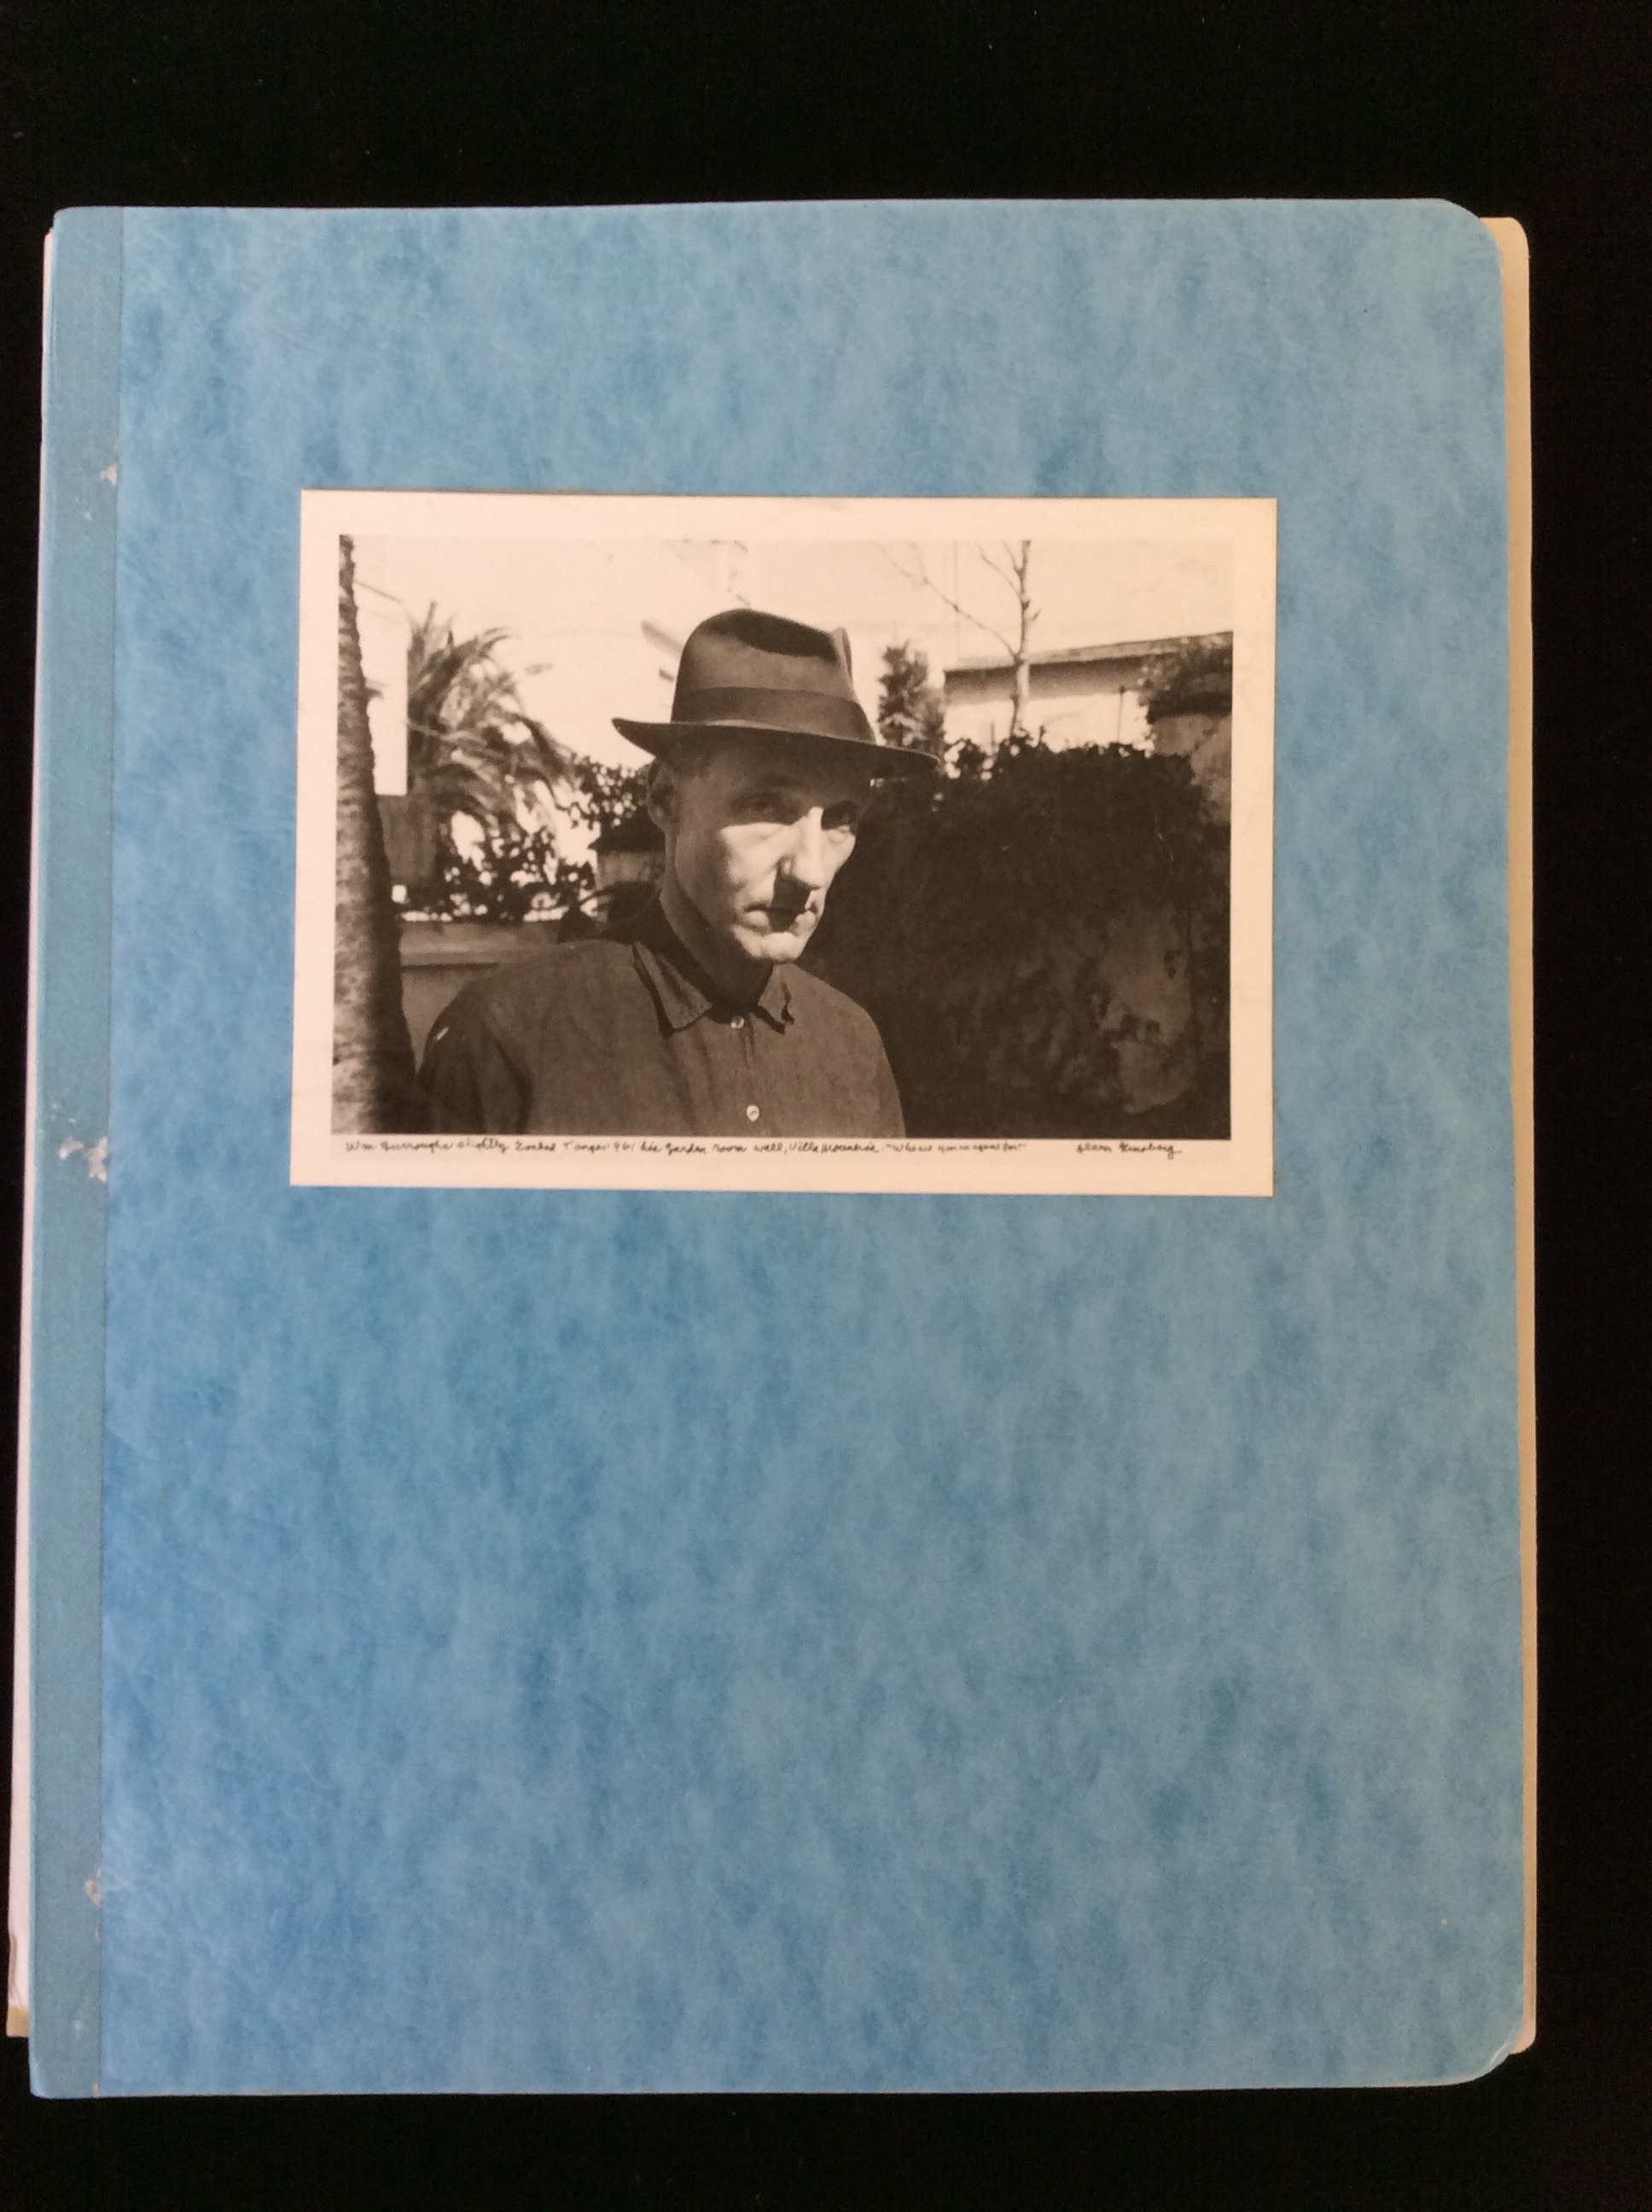 Wm Burroughs slightly Zonked Tanger 1961 his garden room wall, Villa Mouniria. "Who are you an agent for" Allen Ginsberg